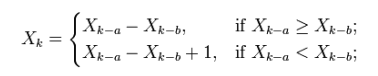 X_k = { X_{k−a} − X_{k−b}, if X_{k−a} ≥ X_{k−b};
X_{k−a} − X_{k−b} + 1, if X_{k−a} < X_{k−b};